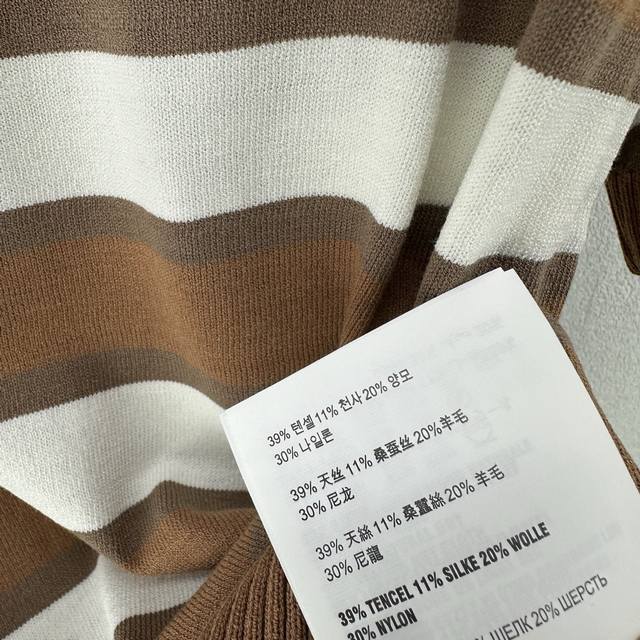 39% 텐셀 11% 천사 20% 양모
30% 나일론
39% 天丝 11% 桑蚕丝 20%羊毛
30% 尼龙
39% 天絲 11% 桑蠶絲 20% 羊毛
30% 尼龍
39% TENCEL 11% SILKE 20% WOLLE
30% NYLON
ШЕЛК 20% ШЕРСТЬ